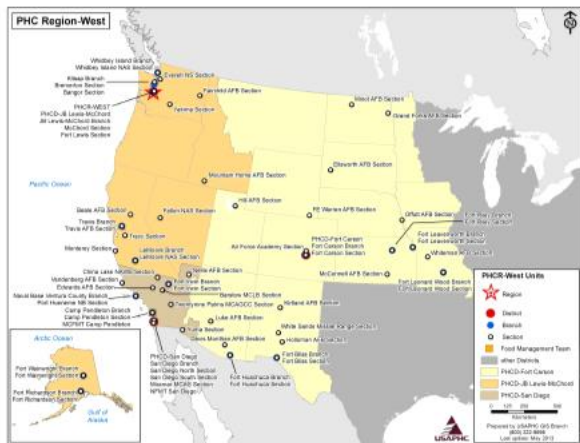 PHC Region-West
N
Whidbey Island Branch
Whidbey Island NAS Section
Everett NS Section
Kitsap Branch
Bremerton Section
Bangor Section
Fairchild AFB Section
Yakima Section
PHCR-WEST
PHCD-JB Lewis-McChord
JB Lewis-McChord Branch
McChord Section
Fort Lewis Section
Minot AFB Section
Grand Forks AFB Section
Ellsworth AFB Section
Mountain Home AFB Section
Pacific Ocean
Hill AFB Section
FE Warren AFB Section
Offutt AFB Section
Fort Riley Branch
Fort Riley Section
Beale AFB Section
Fallon NAS Section
Travis Branch
Travis AFB Section
Tracy Section
Fort Leavenworth Branch
Fort Leavenworth Section
PHCD-Fort Carson
Fort Carson Branch
Fort Carson Section
Air Force Academy Section
Whiteman AFB Section
Monterey Section
Lemoore Branch
Lemoore NAS Section
McConnell AFB Section
Fort Leonard Wood Branch
Fort Leonard Wood Section
China Lake NAWS Section
Nellis AFB Section
Vandenberg AFB Section
Edwards AFB Section
Fort Irwin Branch
Fort Irwin Section
Naval Base Ventura County Branch
Port Hueneme NB Section
Barstow MCLB Section
Twentynine Palms MCAGCC Section
Kirtland AFB Section
Camp Pendleton Branch
Camp Pendleton Section
MCPMT Camp Pendleton
Luke AFB Section
White Sands Missile Range Section
Yuma Section
Holloman AFB Section
Davis Monthan AFB Section
PHCD-San Diego
San Diego Branch
San Diego North Section
San Diego South Section
Miramar MCAS Section
NPMT San Diego
Fort Huachuca Branch
Fort Huachuca Section
Fort Bliss Branch
Fort Bliss Section
Arctic Ocean
Fort Wainwright Branch
Fort Wainwright Section
Fort Richardson Branch
Fort Richardson Section
Gulf of
Alaska
PHCR-West Units
Region
District
Branch
Section
Food Management Team
other Districts
PHCD-Fort Carson
PHCD-JB Lewis-McChord
PHCD-San Diego
Kilometers
USAPHC
Prepared by USAPHC GIS Branch
Last update: May, 2013